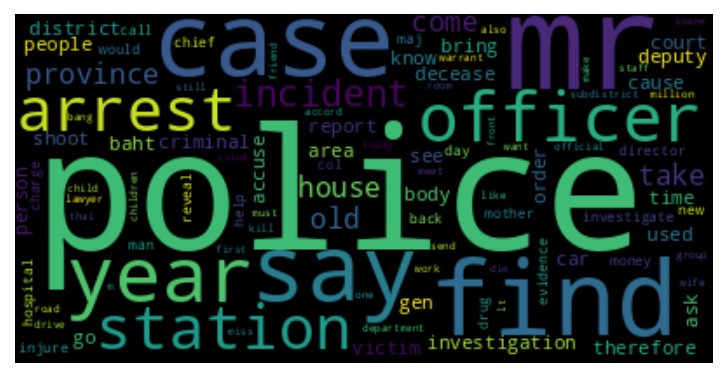 district call
people would
chief
case
mr
come
maj
also
scene
court
bring
know
warrant
deputy
province
friend
still
decease
make
staff
cause
arrest
incident
officer
room
subdistrict million
bang
accord
shoot
baht criminal
report
front
want
official
today
issue
area
see
day
order
director
person
charge
police
col
meet
take
accuse
house
child
lawyer
thai
children
reveal
help
must
kill
body
like
time
old
back
mother
investigate
new
man
used
year
say
find
first
send
evidence
car
money
group
hospital
m
one
work
die
wife
road
drive
station
gen
drug
lt
ask
go
miss
department
injure
victim
investigation
therefore